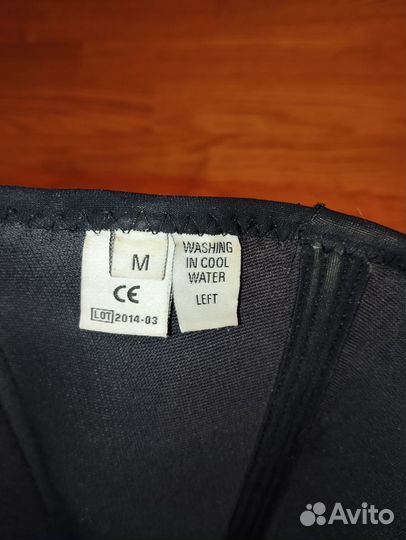 M
CE
LOT 2014-03
WASHING
IN COOL
WATER
LEFT
Avito